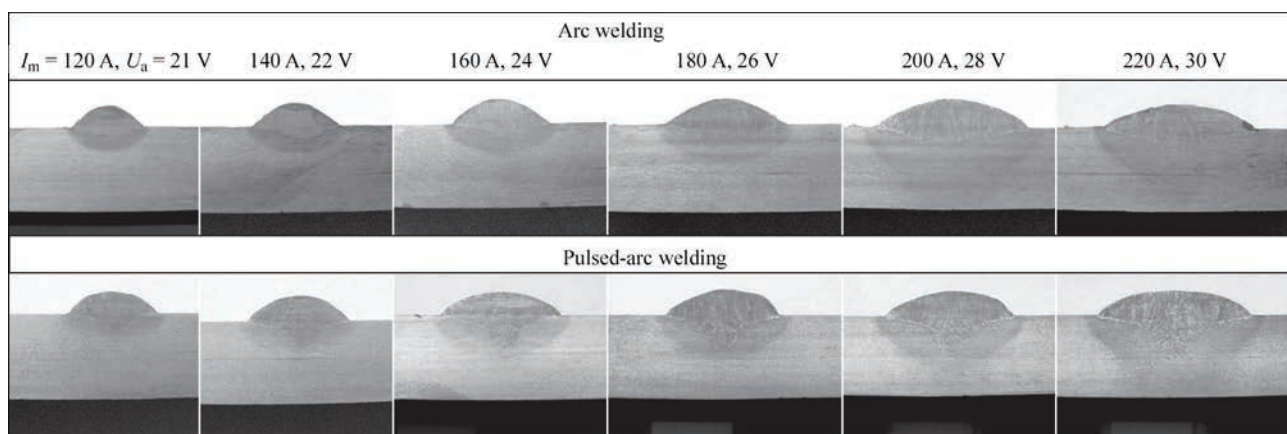 Arc welding
Im = 120 A, Ua = 21 V 140 A, 22 V 160 A, 24 V 180 A, 26 V 200 A, 28 V 220 A, 30 V
Pulsed-arc welding